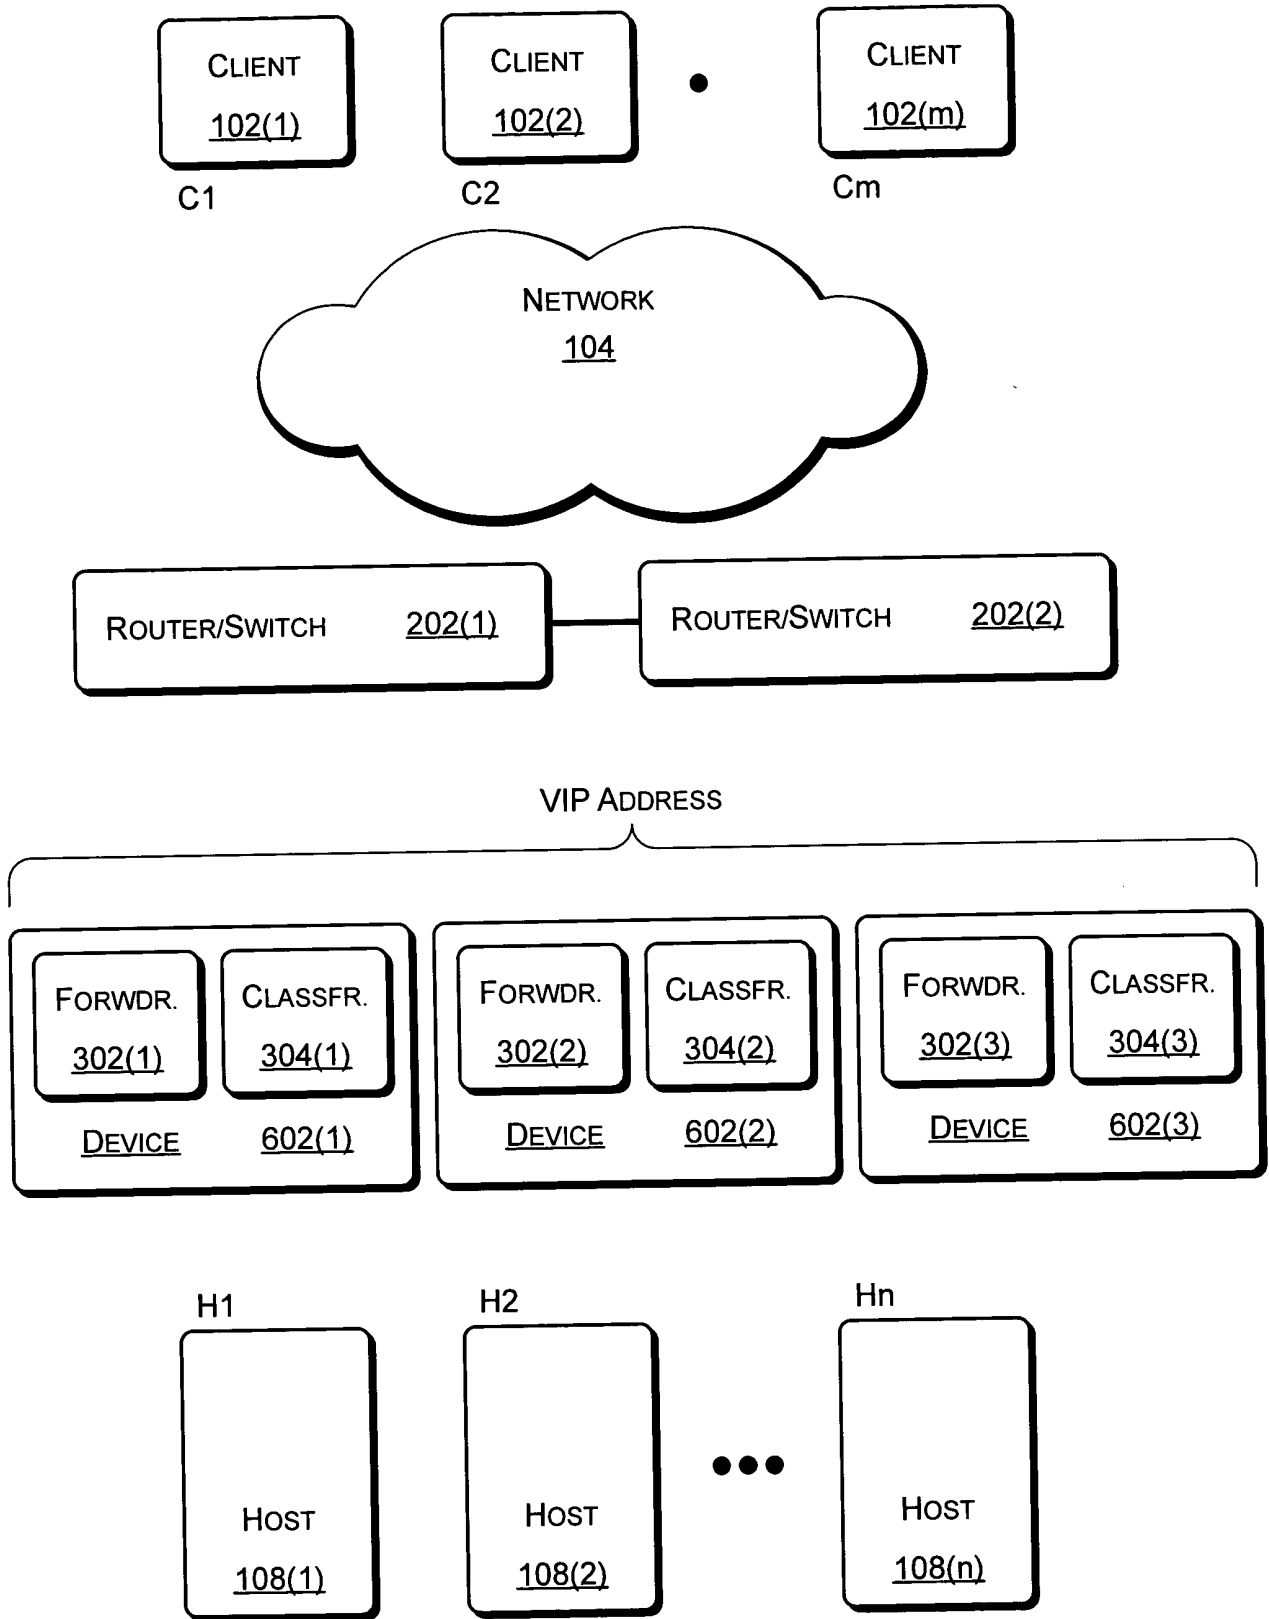 CLIENT CLIENT CLIENT
102(1) 102(2) 102(m)
C1 C2 Cm
NETWORK
104
ROUTER/SWITCH 202(1) ROUTER/SWITCH 202(2)
VIP ADDRESS
FORWDR. CLASSFR. FORWDR. CLASSFR. FORWDR. CLASSFR.
302(1) 304(1) 302(2) 304(2) 302(3) 304(3)
DEVICE 602(1) DEVICE 602(2) DEVICE 602(3)
H1 H2 Hn
HOST HOST HOST
108(1) 108(2) 108(n)